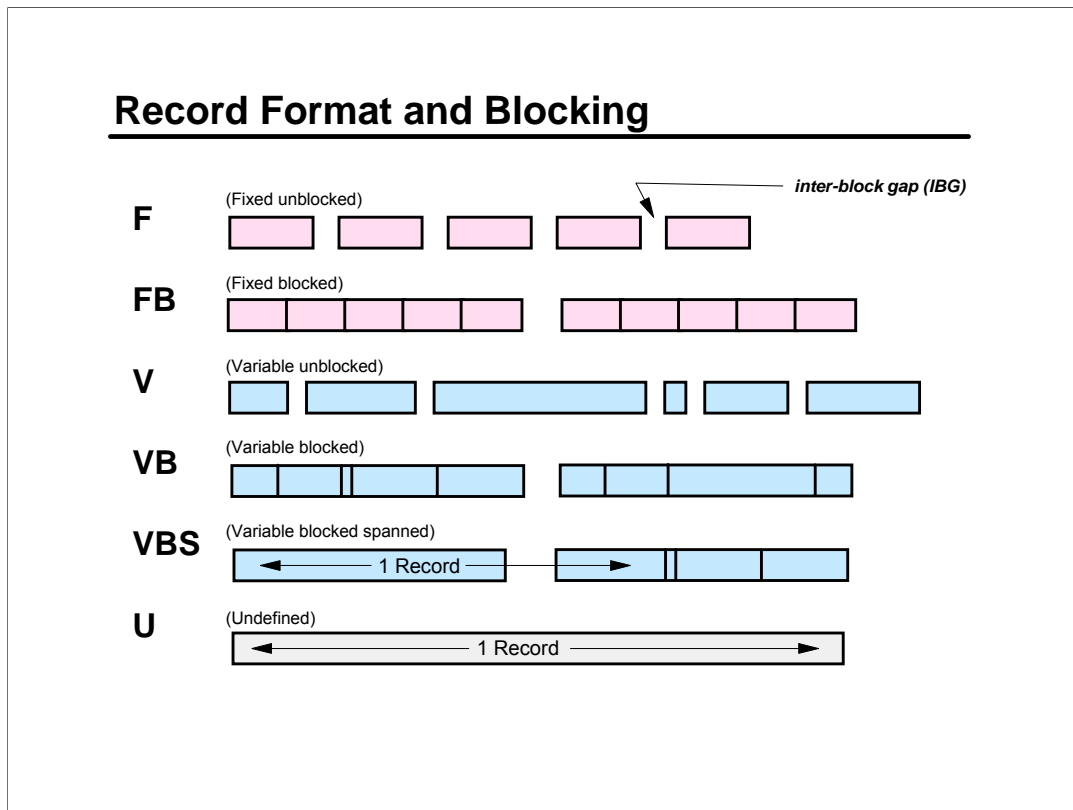 Record Format and Blocking
inter-block gap (IBG)
(Fixed unblocked)
F
(Fixed blocked)
FB
(Variable unblocked)
V
(Variable blocked)
VB
(Variable blocked spanned)
VBS
1 Record
(Undefined)
U
1 Record